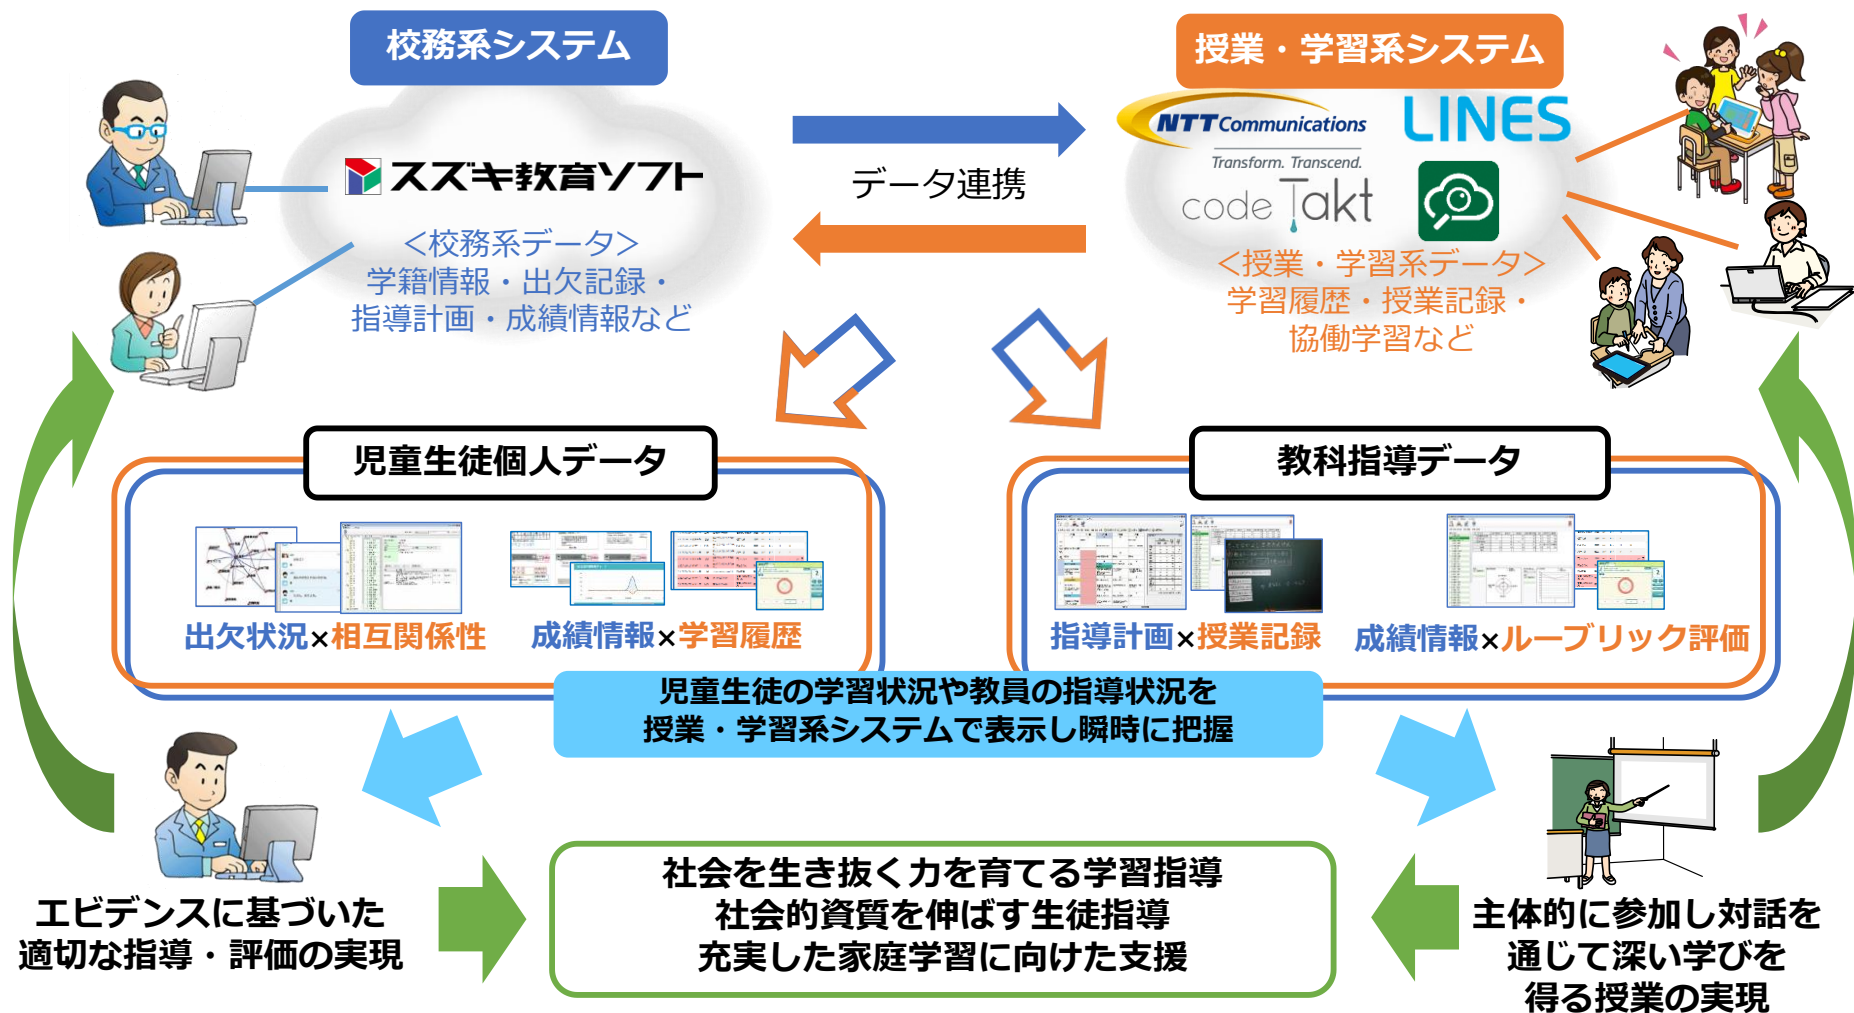 校務系システム
授業・学習系システム
スズキ教育ソフト
<校務系データ>
学籍情報・出欠記録・
指導計画・成績情報など
データ連携
NTT Communications
Transform. Transcend.
LINES
code Takt
<授業・学習系データ>
学習履歴・授業記録・
協働学習など
児童生徒個人データ
出欠状況×相互関係性
成績情報×学習履歴
教科指導データ
指導計画×授業記録
成績情報×ルーブリック評価
児童生徒の学習状況や教員の指導状況を
授業・学習系システムで表示し瞬時に把握
エビデンスに基づいた
適切な指導・評価の実現
社会を生き抜く力を育てる学習指導
社会的資質を伸ばす生徒指導
充実した家庭学習に向けた支援
主体的に参加し対話を
通じて深い学びを
得る授業の実現